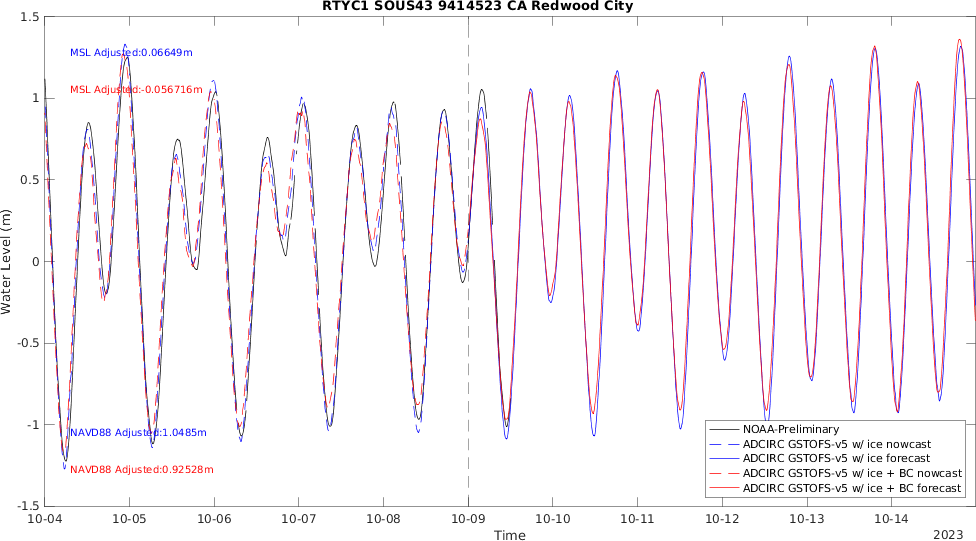 RTYC1 SOUS43 9414523 CA Redwood City
1.5
1
0.5
0
-0.5
-1
-1.5
Water Level (m)
MSL Adjusted:0.06649m
MSL Adjusted:-0.056716m
NAVD88 Adjusted:1.0485m
NAVD88 Adjusted:0.92528m
NOAA-Preliminary
ADCIRC GSTOFS-v5 w/ ice nowcast
ADCIRC GSTOFS-v5 w/ ice forecast
ADCIRC GSTOFS-v5 w/ ice + BC nowcast
ADCIRC GSTOFS-v5 w/ ice + BC forecast
10-04 10-05 10-06 10-07 10-08 10-09 10-10 10-11 10-12 10-13 10-14
Time
2023